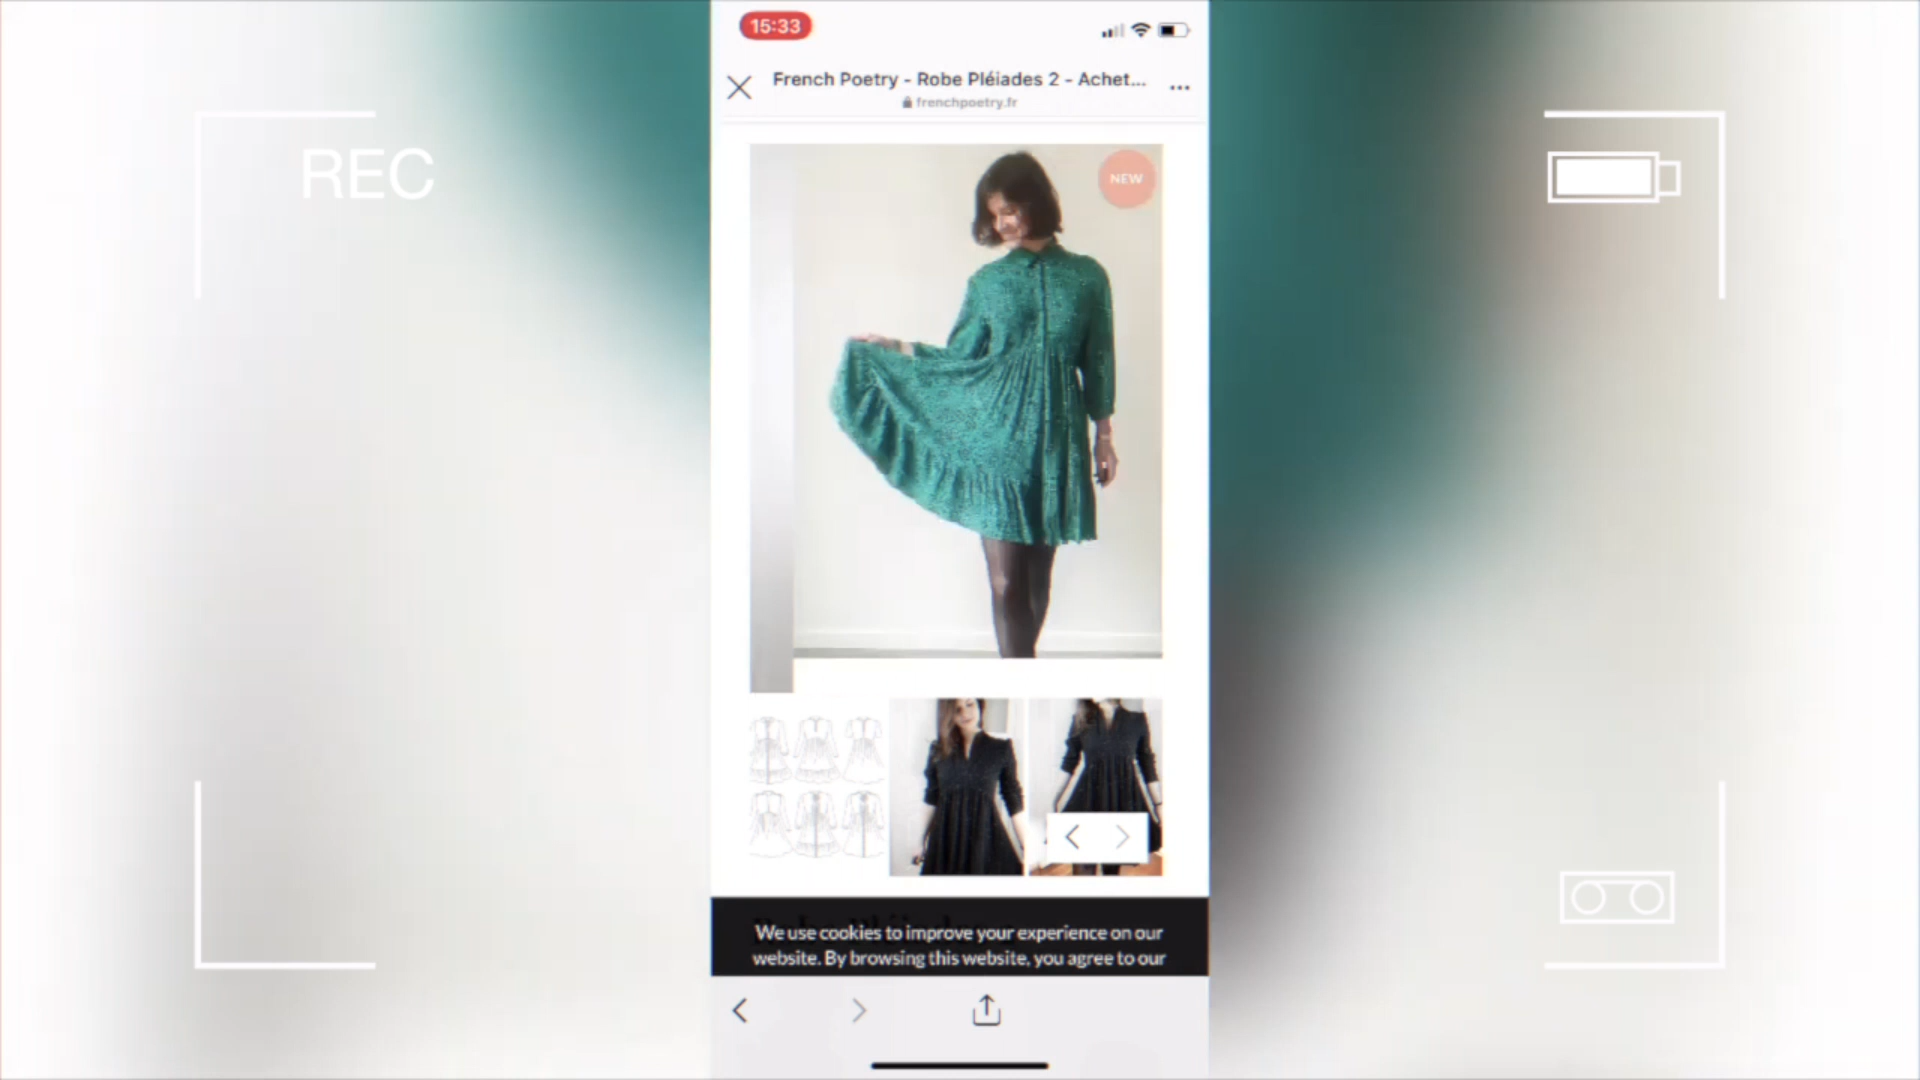 15:33
French Poetry - Robe Pléiades 2 - Achet...
frenchpoetry.fr
REC
NEW
We use cookies to improve your experience on our
website. By browsing this website, you agree to our